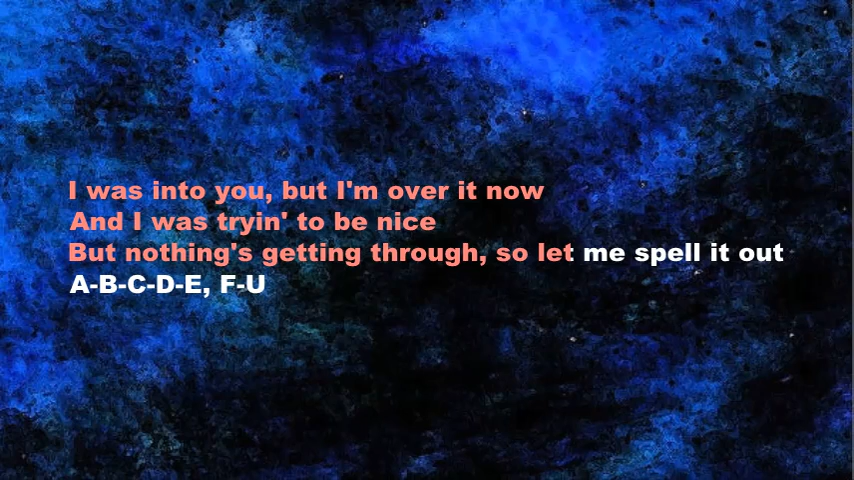 I was into you, but I'm over it now
And I was tryin' to be nice
But nothing's getting through, so let me spell it out
A-B-C-D-E, F-U